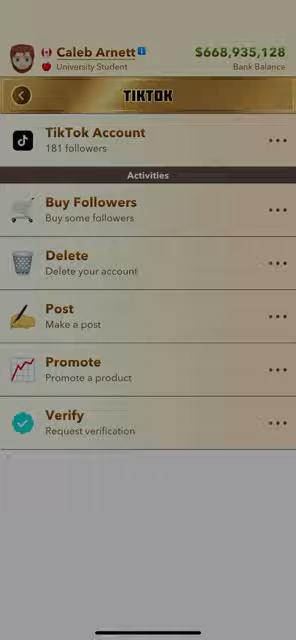 Caleb Arnett
University Student
$668,935,128
Bank Balance
TIKTOK
TikTok Account
181 followers
Activities
Buy Followers
Buy some followers
Delete
Delete your account
Post
Make a post
Promote
Promote a product
Verify
Request verification